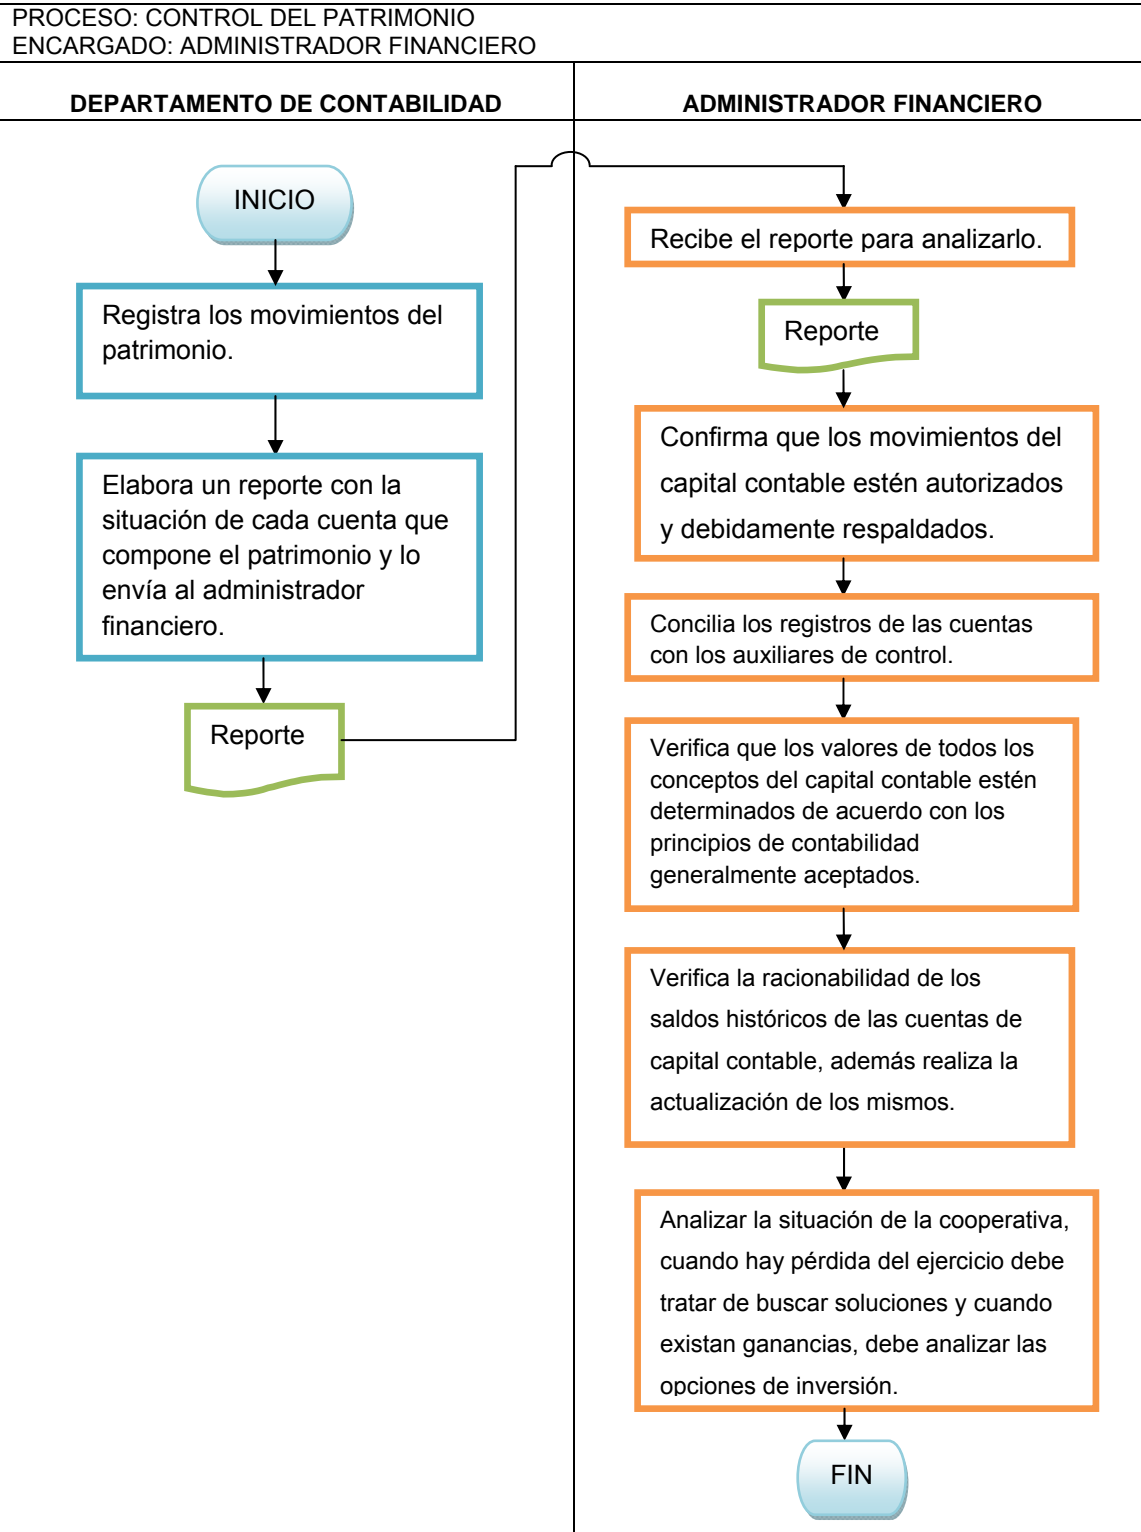 PROCESO: CONTROL DEL PATRIMONIO
ENCARGADO: ADMINISTRADOR FINANCIERO
DEPARTAMENTO DE CONTABILIDAD
ADMINISTRADOR FINANCIERO
INICIO
Registra los movimientos del
patrimonio.
Elabora un reporte con la
situación de cada cuenta que
compone el patrimonio y lo
envía al administrador
financiero.
Reporte
Recibe el reporte para analizarlo.
Reporte
Confirma que los movimientos del
capital contable estén autorizados
y debidamente respaldados.
Concilia los registros de las cuentas
con los auxiliares de control.
Verifica que los valores de todos los
conceptos del capital contable estén
determinados de acuerdo con los
principios de contabilidad
generalmente aceptados.
Verifica la racionabilidad de los
saldos históricos de las cuentas de
capital contable, además realiza la
actualización de los mismos.
Analizar la situación de la cooperativa,
cuando hay pérdida del ejercicio debe
tratar de buscar soluciones y cuando
existan ganancias, debe analizar las
opciones de inversión.
FIN